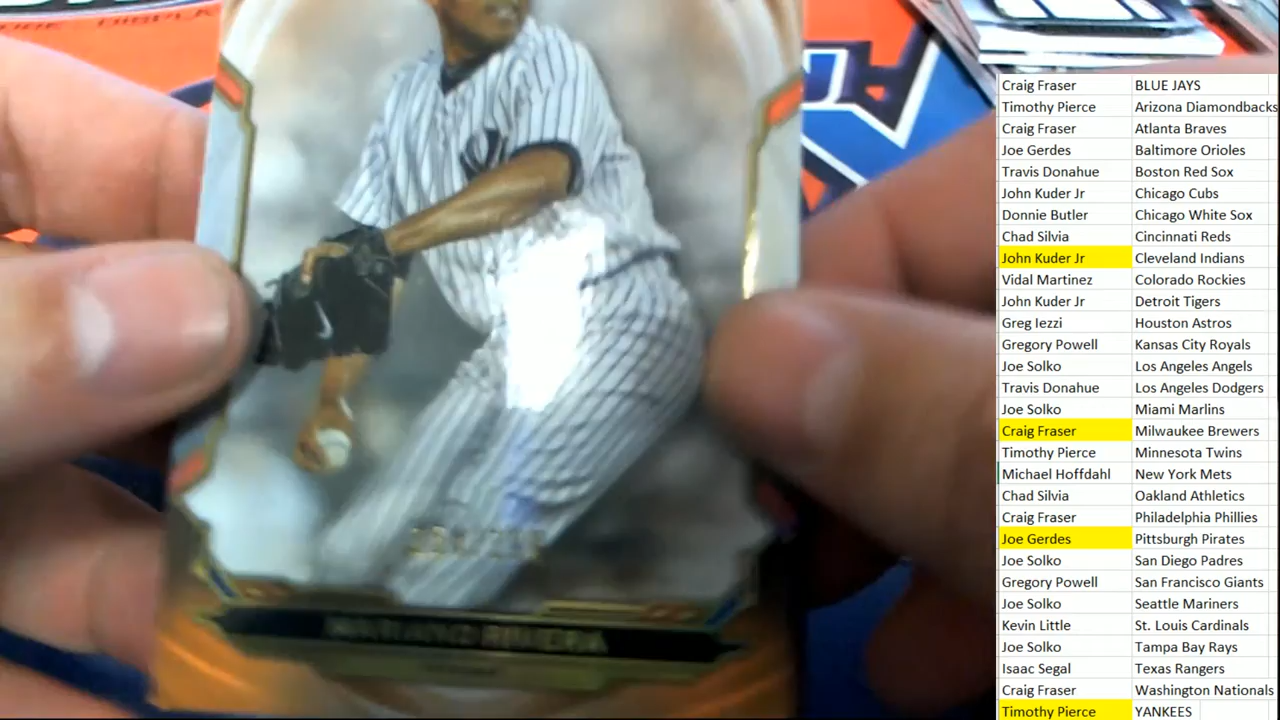 Craig Fraser BLUE JAYS
Timothy Pierce Arizona Diamondbacks
Craig Fraser Atlanta Braves
Joe Gerdes Baltimore Orioles
Travis Donahue Boston Red Sox
John Kuder Jr Chicago Cubs
Donnie Butler Chicago White Sox
Chad Silvia Cincinnati Reds
John Kuder Jr Cleveland Indians
Vidal Martinez Colorado Rockies
John Kuder Jr Detroit Tigers
Greg Iezzi Houston Astros
Gregory Powell Kansas City Royals
Joe Solko Los Angeles Angels
Travis Donahue Los Angeles Dodgers
Joe Solko Miami Marlins
Craig Fraser Milwaukee Brewers
Timothy Pierce Minnesota Twins
Michael Hoffdahl New York Mets
Chad Silvia Oakland Athletics
Craig Fraser Philadelphia Phillies
Joe Gerdes Pittsburgh Pirates
Joe Solko San Diego Padres
Gregory Powell San Francisco Giants
Joe Solko Seattle Mariners
Kevin Little St. Louis Cardinals
Joe Solko Tampa Bay Rays
Isaac Segal Texas Rangers
Craig Fraser Washington Nationals
Timothy Pierce YANKEES
MARIANO RIVERA